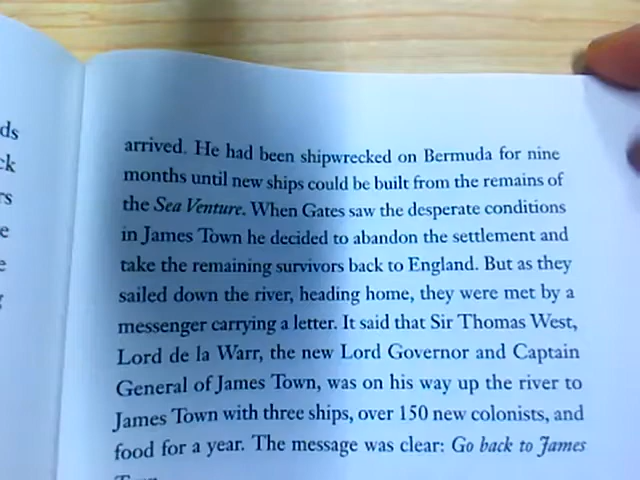 ds
ck
rs
e
e
arrived. He had been shipwrecked on Bermuda for nine
months until new ships could be built from the remains of
the Sea Venture. When Gates saw the desperate conditions
in James Town he decided to abandon the settlement and
take the remaining survivors back to England. But as they
sailed down the river, heading home, they were met by a
messenger carrying a letter. It said that Sir Thomas West,
Lord de la Warr, the new Lord Governor and Captain
General of James Town, was on his way up the river to
James Town with three ships, over 150 new colonists, and
food for a year. The message was clear: Go back to James